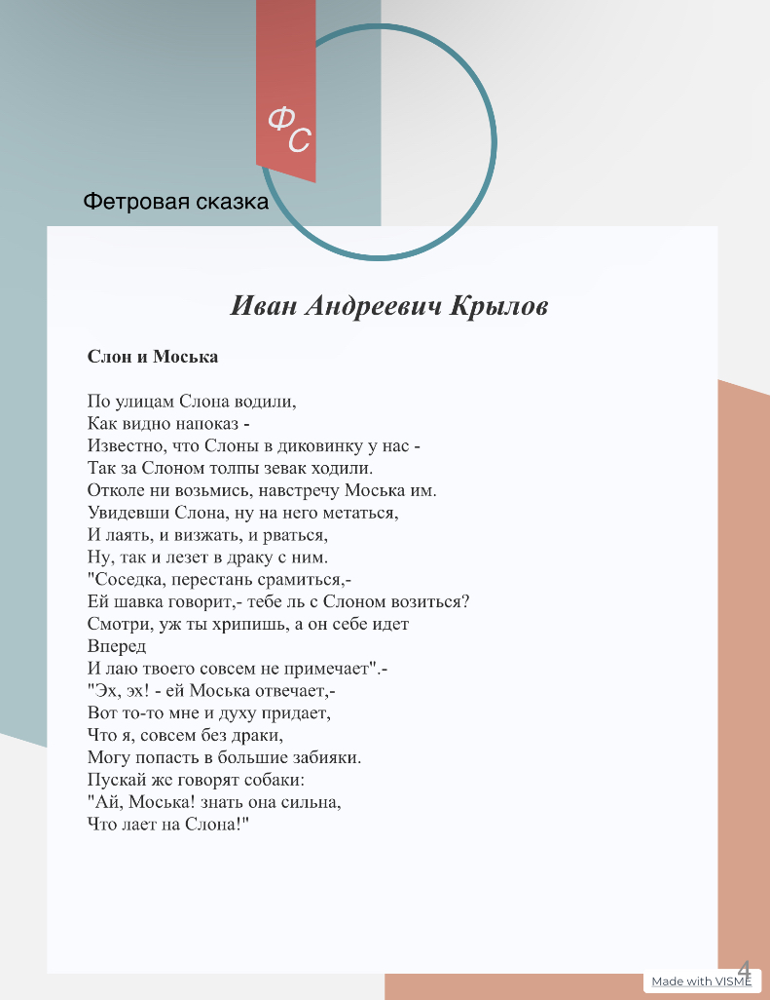 Ф
С
Фетровая сказка
Иван Андреевич Крылов
Слон и Моська
По улицам Слона водили,
Как видно напоказ -
Известно, что Слоны в диковинку у нас -
Так за Слоном толпы зевак ходили.
Отколе ни возьмись, навстречу Моська им.
Увидевши Слона, ну на него метаться,
И лаять, и визжать, и рваться,
Ну, так и лезет в драку с ним.
"Соседка, перестань срамиться,-
Ей шавка говорит,- тебе ль с Слоном возиться?
Смотри, уж ты хрипишь, а он себе идет
Вперед
И лаю твоего совсем не примечает".-
"Эх, эх! - ей Моська отвечает,-
Вот то-то мне и духу придает,
Что я, совсем без драки,
Могу попасть в большие забияки.
Пускай же говорят собаки:
"Ай, Моська! знать она сильна,
Что лает на Слона!"
4
Made with VISME